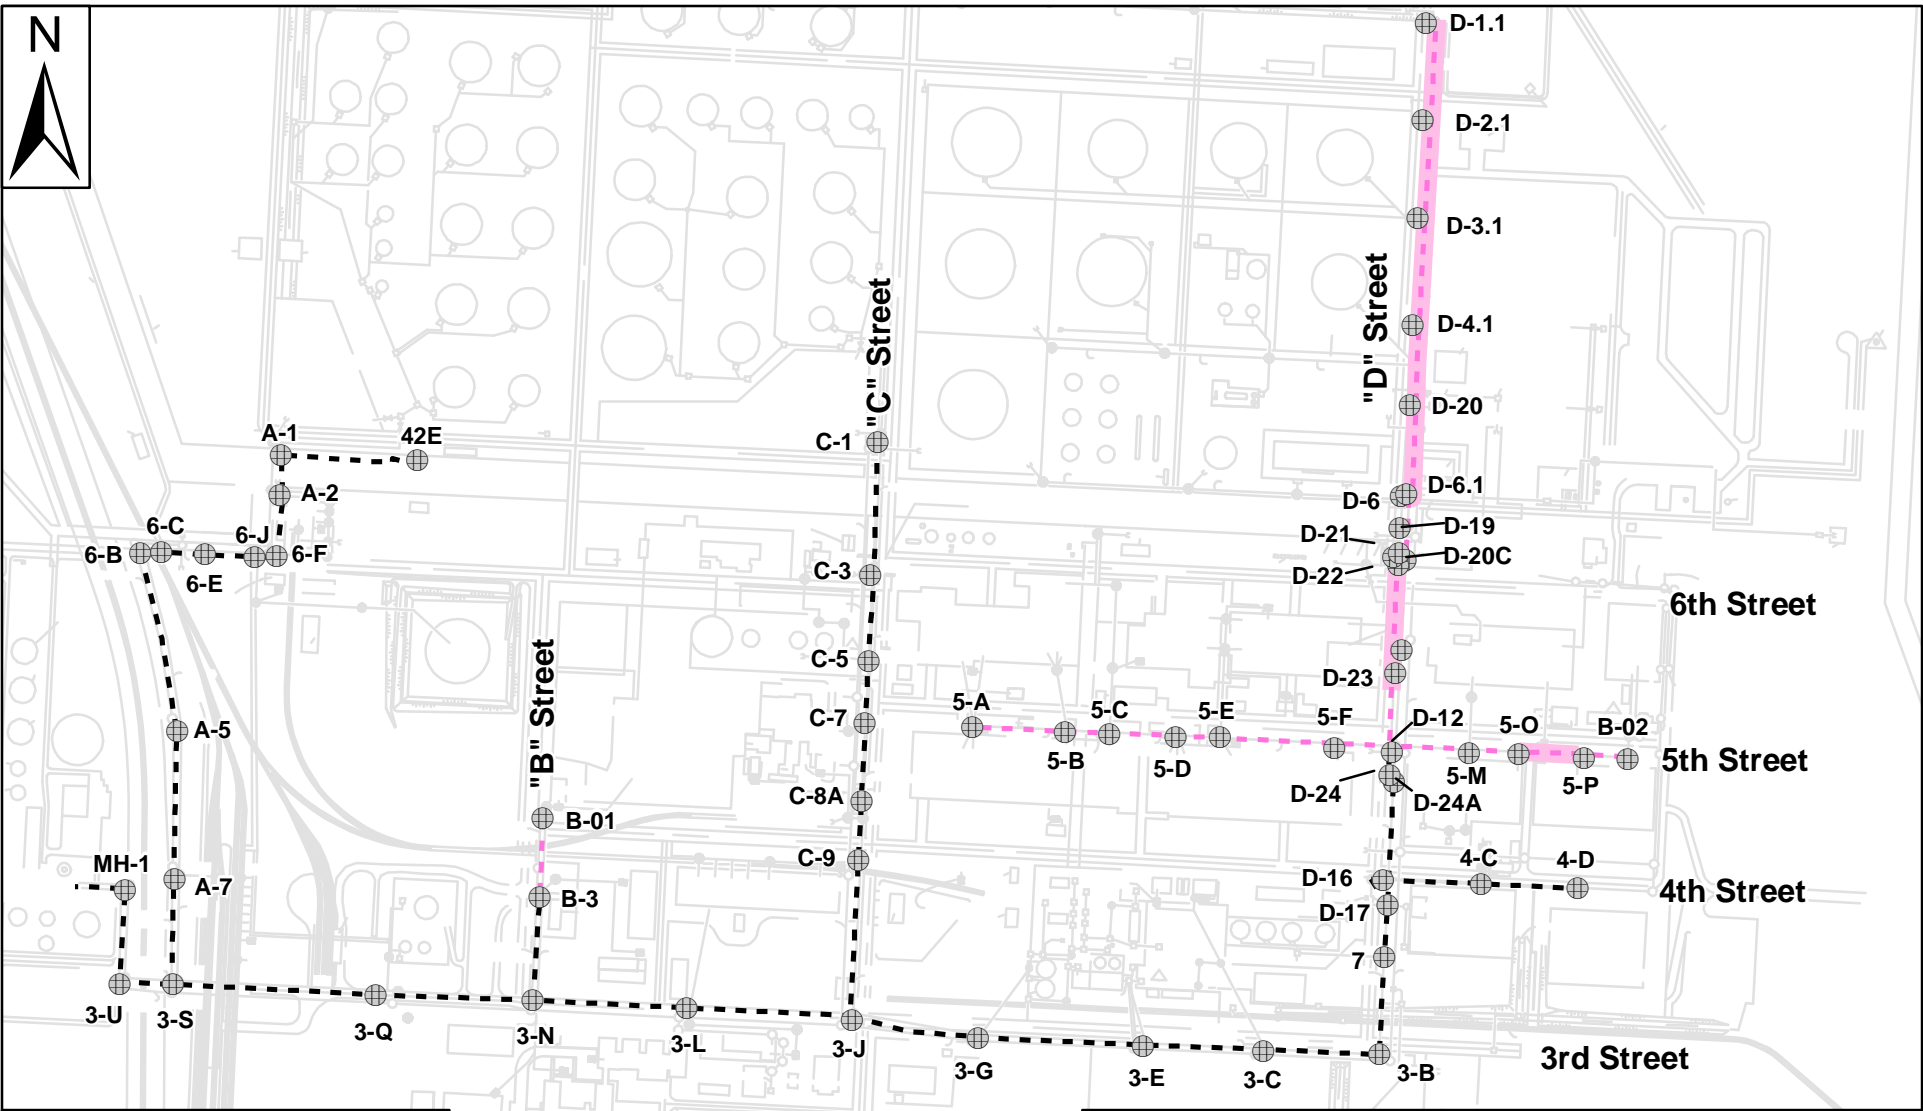 N
D-1.1
D-2.1
D-3.1
"D" Street
"C" Street
D-4.1
D-20
A-1
42E
C-1
A-2
D-6
D-6.1
6-C
6-J
6-B
6-F
6-E
D-21
D-19
D-20C
D-22
C-3
6th Street
"B" Street
C-5
D-23
5-A
5-C
5-E
5-F
D-12
5-O
B-02
A-5
C-7
5-B
5-D
5-M
5-P
5th Street
C-8A
D-24
D-24A
B-01
MH-1
A-7
C-9
4-C
4-D
D-16
4th Street
B-3
D-17
7
3-U
3-S
3-Q
3-N
3-L
3-J
3-G
3-E
3-C
3-B
3rd Street